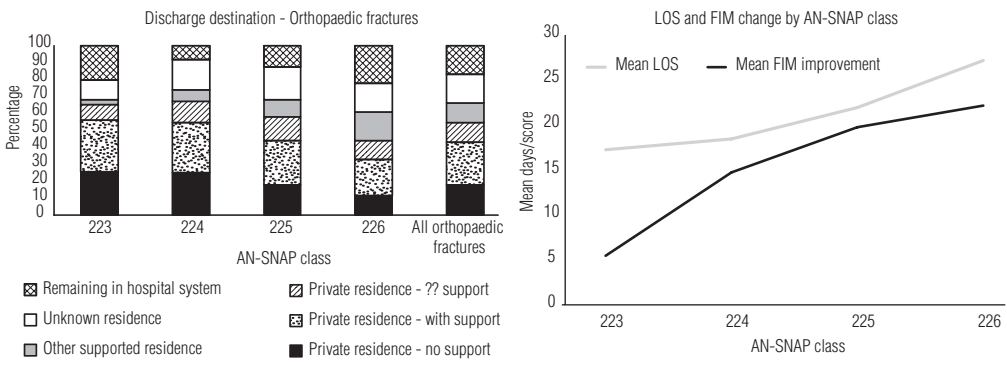 Discharge destination - Orthopaedic fractures
Percentage
100
90
80
70
60
50
40
30
20
10
0
223
224
225
226
All orthopaedic
fractures
AN-SNAP class
Remaining in hospital system
Unknown residence
Other supported residence
Private residence - ?? support
Private residence - with support
Private residence - no support
LOS and FIM change by AN-SNAP class
Mean days/score
30
25
20
15
10
5
0
Mean LOS
Mean FIM improvement
223
224
225
226
AN-SNAP class